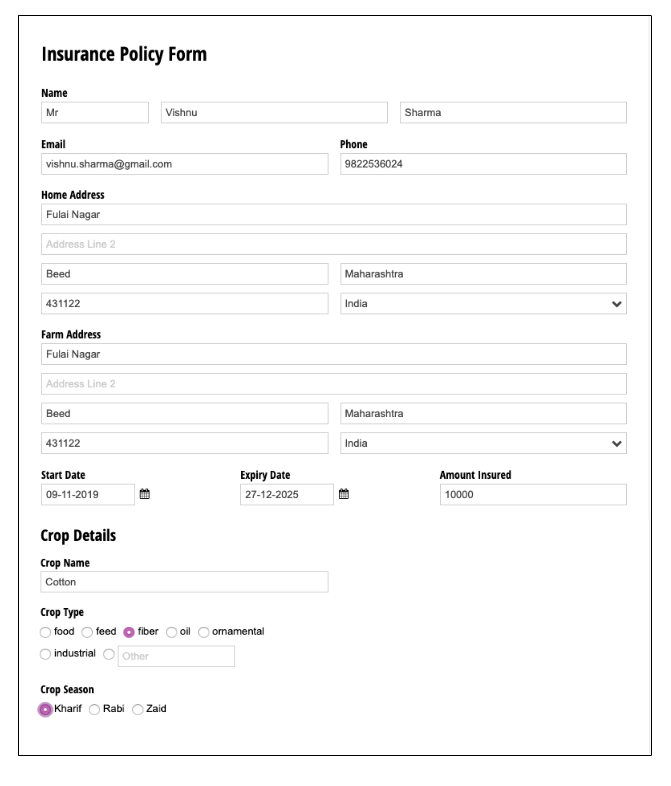 Insurance Policy Form
Name
Mr Vishnu Sharma
Email Phone
vishnu.sharma@gmail.com 9822536024
Home Address
Fulai Nagar
Address Line 2
Beed Maharashtra
431122 India
Farm Address
Fulai Nagar
Address Line 2
Beed Maharashtra
431122 India
Start Date Expiry Date Amount Insured
09-11-2019 27-12-2025 10000
Crop Details
Crop Name
Cotton
Crop Type
food feed fiber oil ornamental
industrial Other
Crop Season
Kharif Rabi Zaid